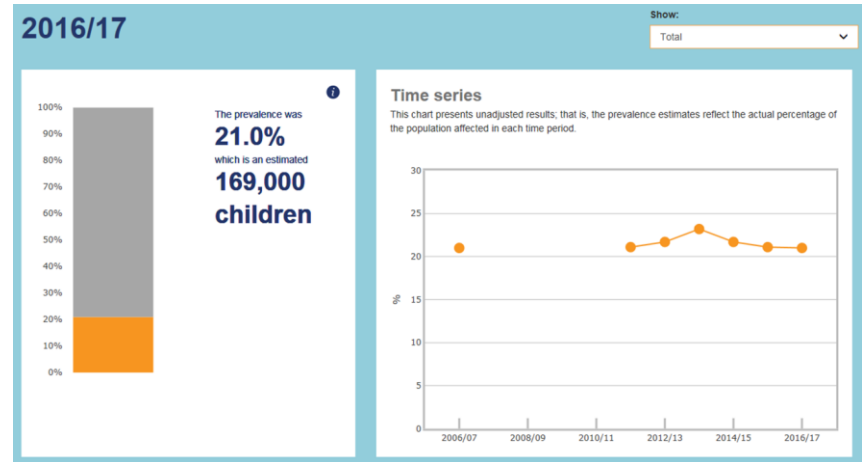 2016/17
Show:
Total
i
The prevalence was
21.0%
which is an estimated
169,000
children
100%
90%
80%
70%
60%
50%
40%
30%
20%
10%
0%
Time series
This chart presents unadjusted results; that is, the prevalence estimates reflect the actual percentage of
the population affected in each time period.
30
25
20
15
10
5
0
%
2006/07 2008/09 2010/11 2012/13 2014/15 2016/17